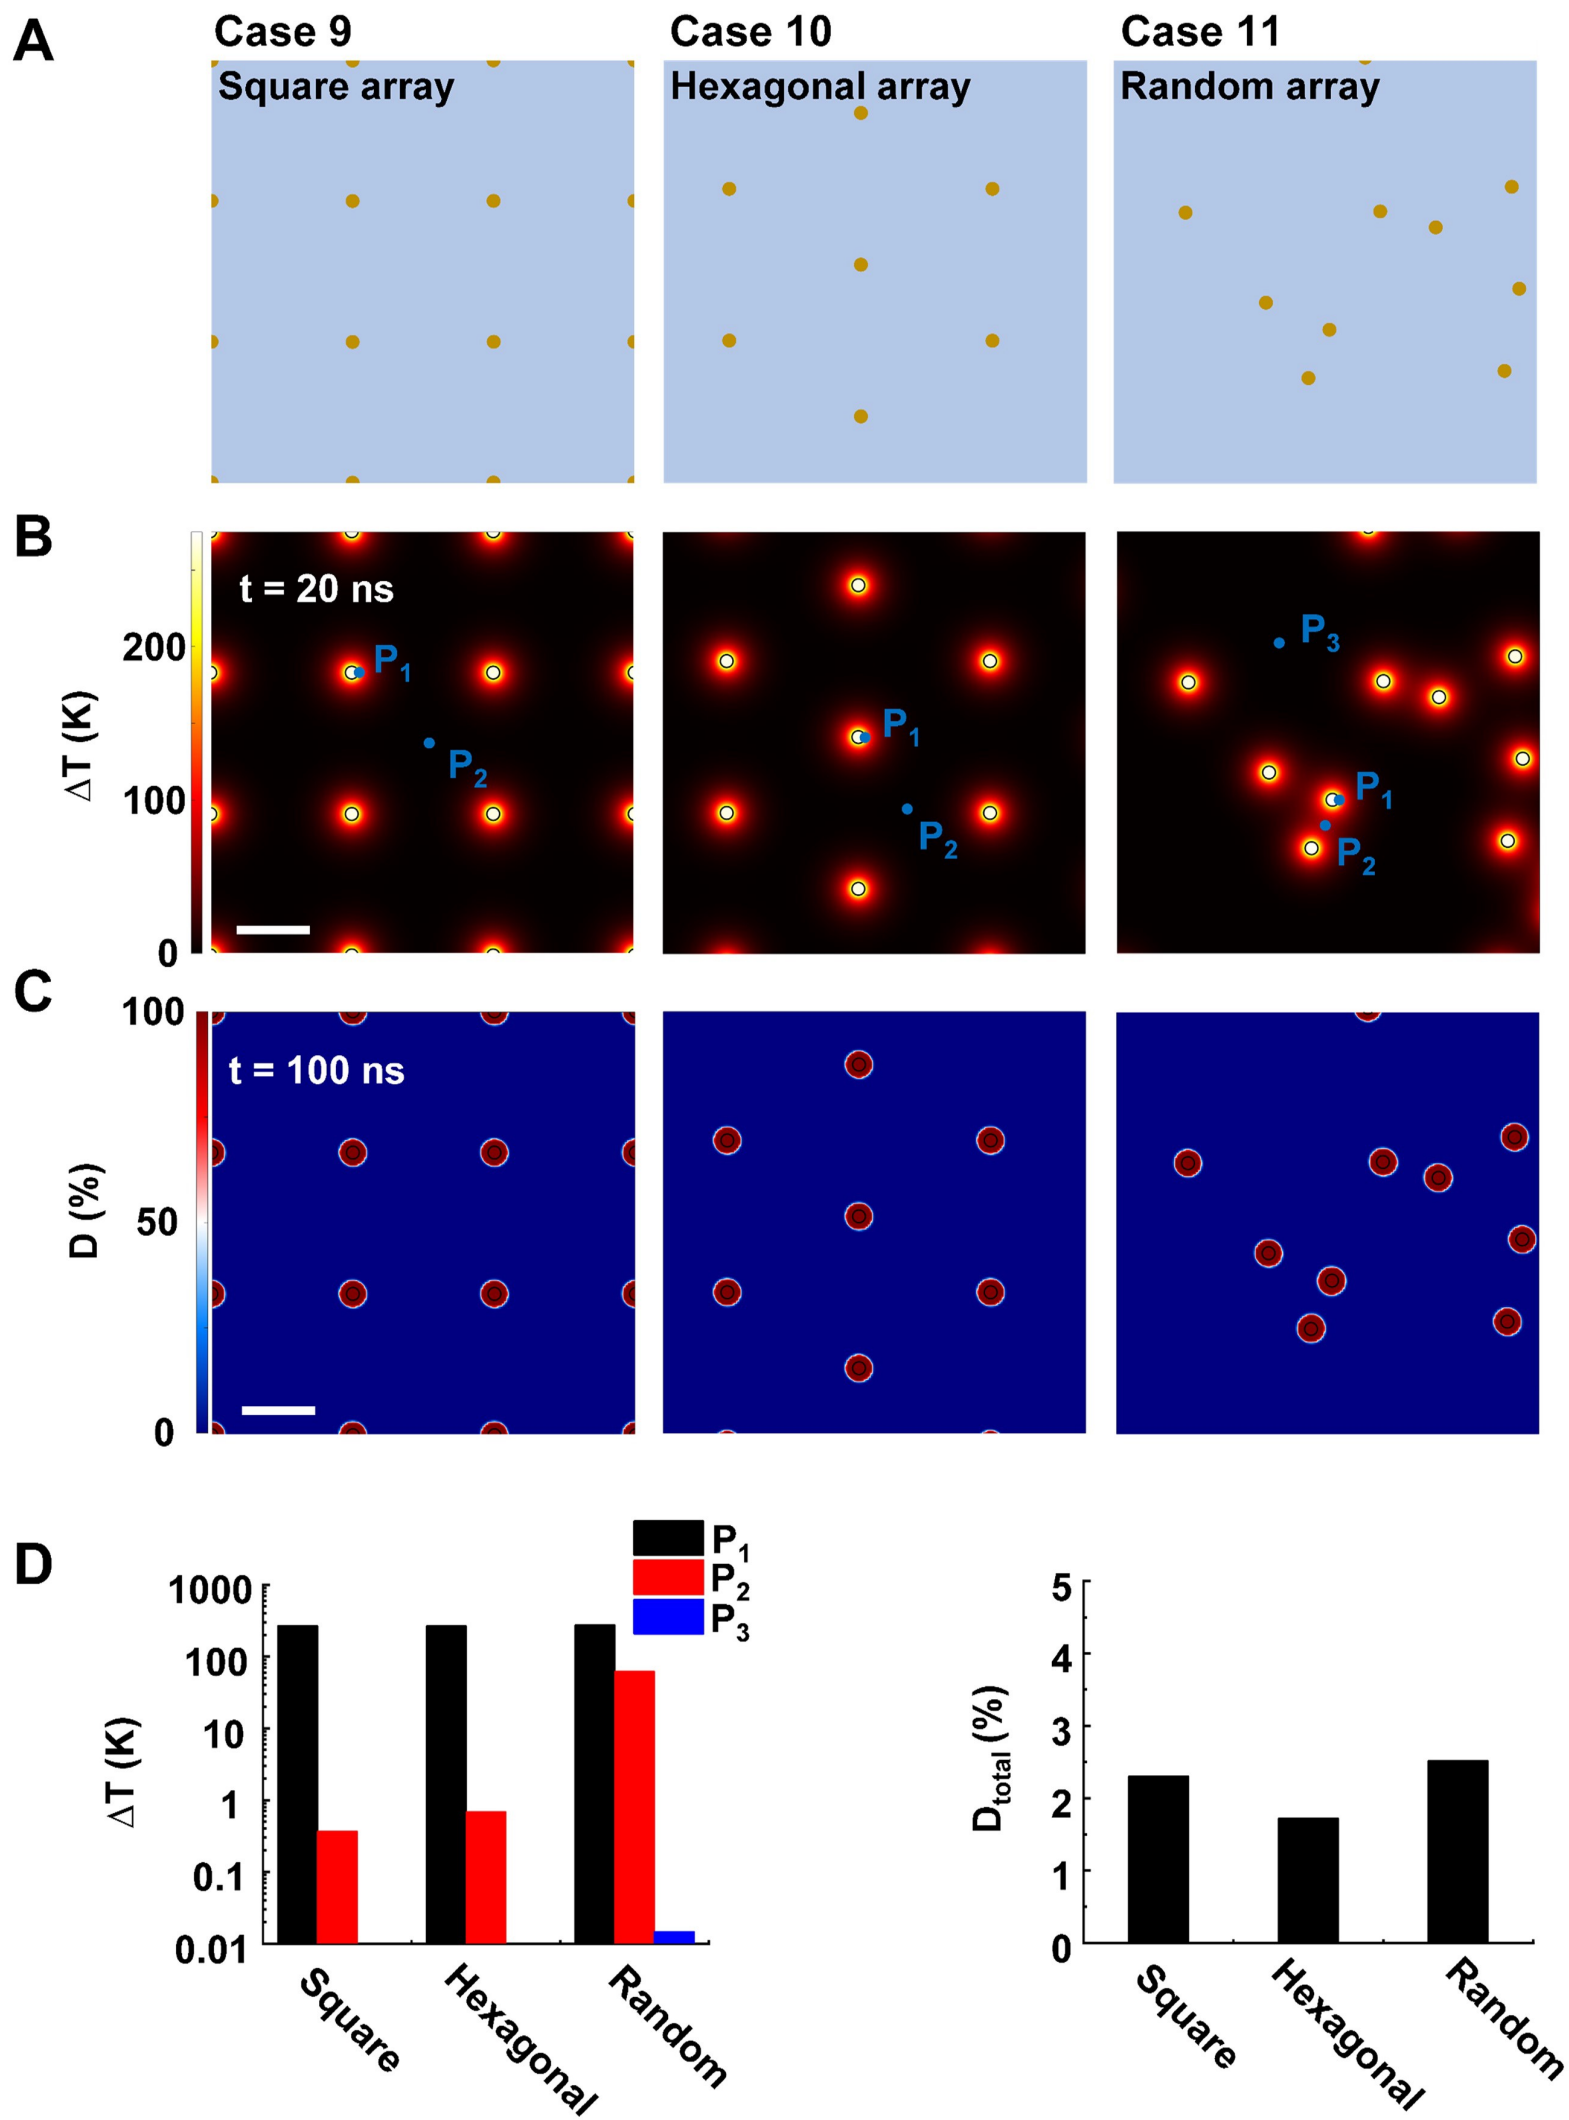 A
Case 9
Case 10
Case 11
Square array
Hexagonal array
Random array
B
t = 20 ns
ΔT (K)
200
100
0
P1
P2
P1
P2
P3
P1
P2
C
t = 100 ns
D (%)
100
50
0
D
P1
P2
P3
ΔT (K)
1000
100
10
1
0.1
0.01
Square
Hexagonal
Random
Dtotal (%)
5
4
3
2
1
0
Square
Hexagonal
Random